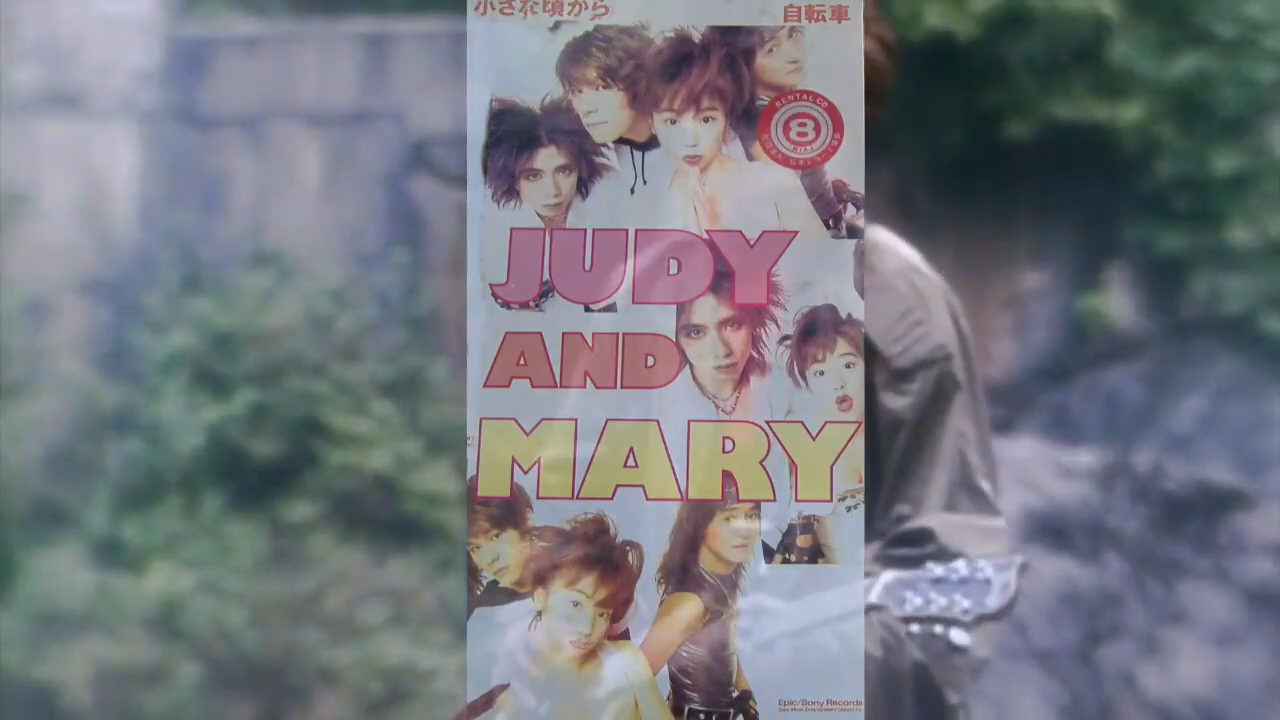 小さな頃から
自転車
RENTAL CD
8
R.I.A.J.
JUDY
AND
MARY
Epic/Sony Records